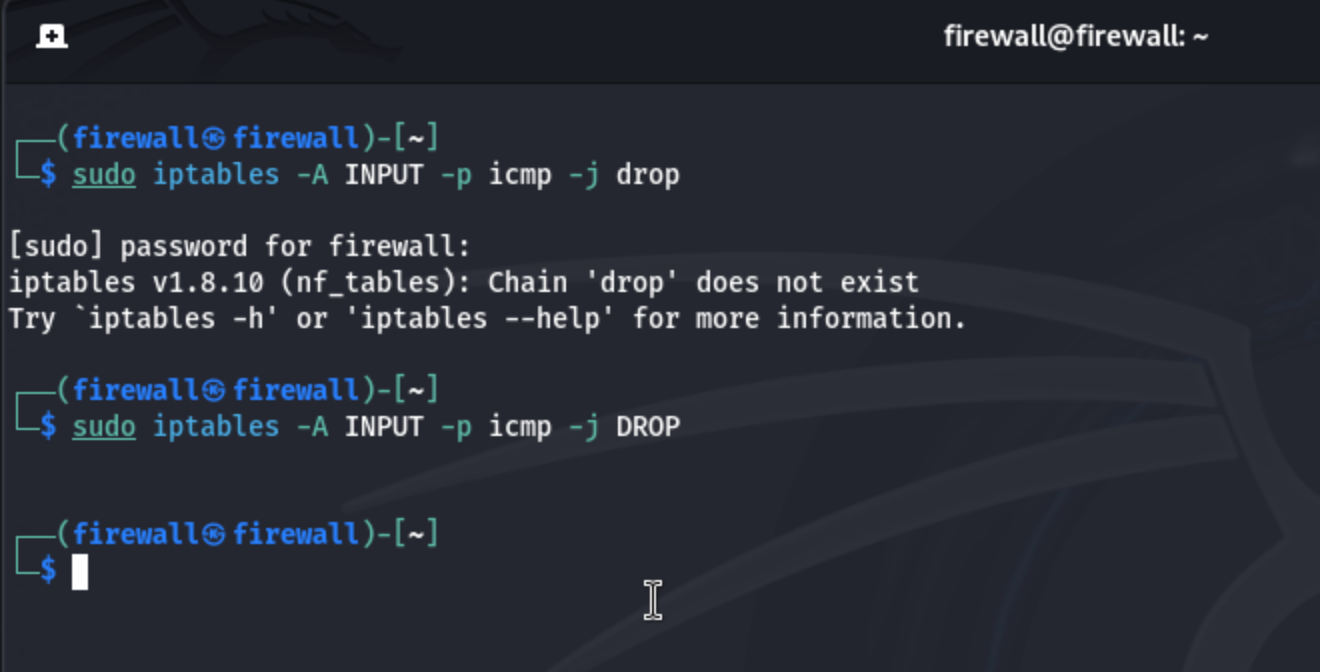 firewall@firewall: ~
┌──(firewall㉿firewall)-[~]
└─$ sudo iptables -A INPUT -p icmp -j drop
[sudo] password for firewall:
iptables v1.8.10 (nf_tables): Chain 'drop' does not exist
Try `iptables -h' or 'iptables --help' for more information.
┌──(firewall㉿firewall)-[~]
└─$ sudo iptables -A INPUT -p icmp -j DROP
┌──(firewall㉿firewall)-[~]
└─$